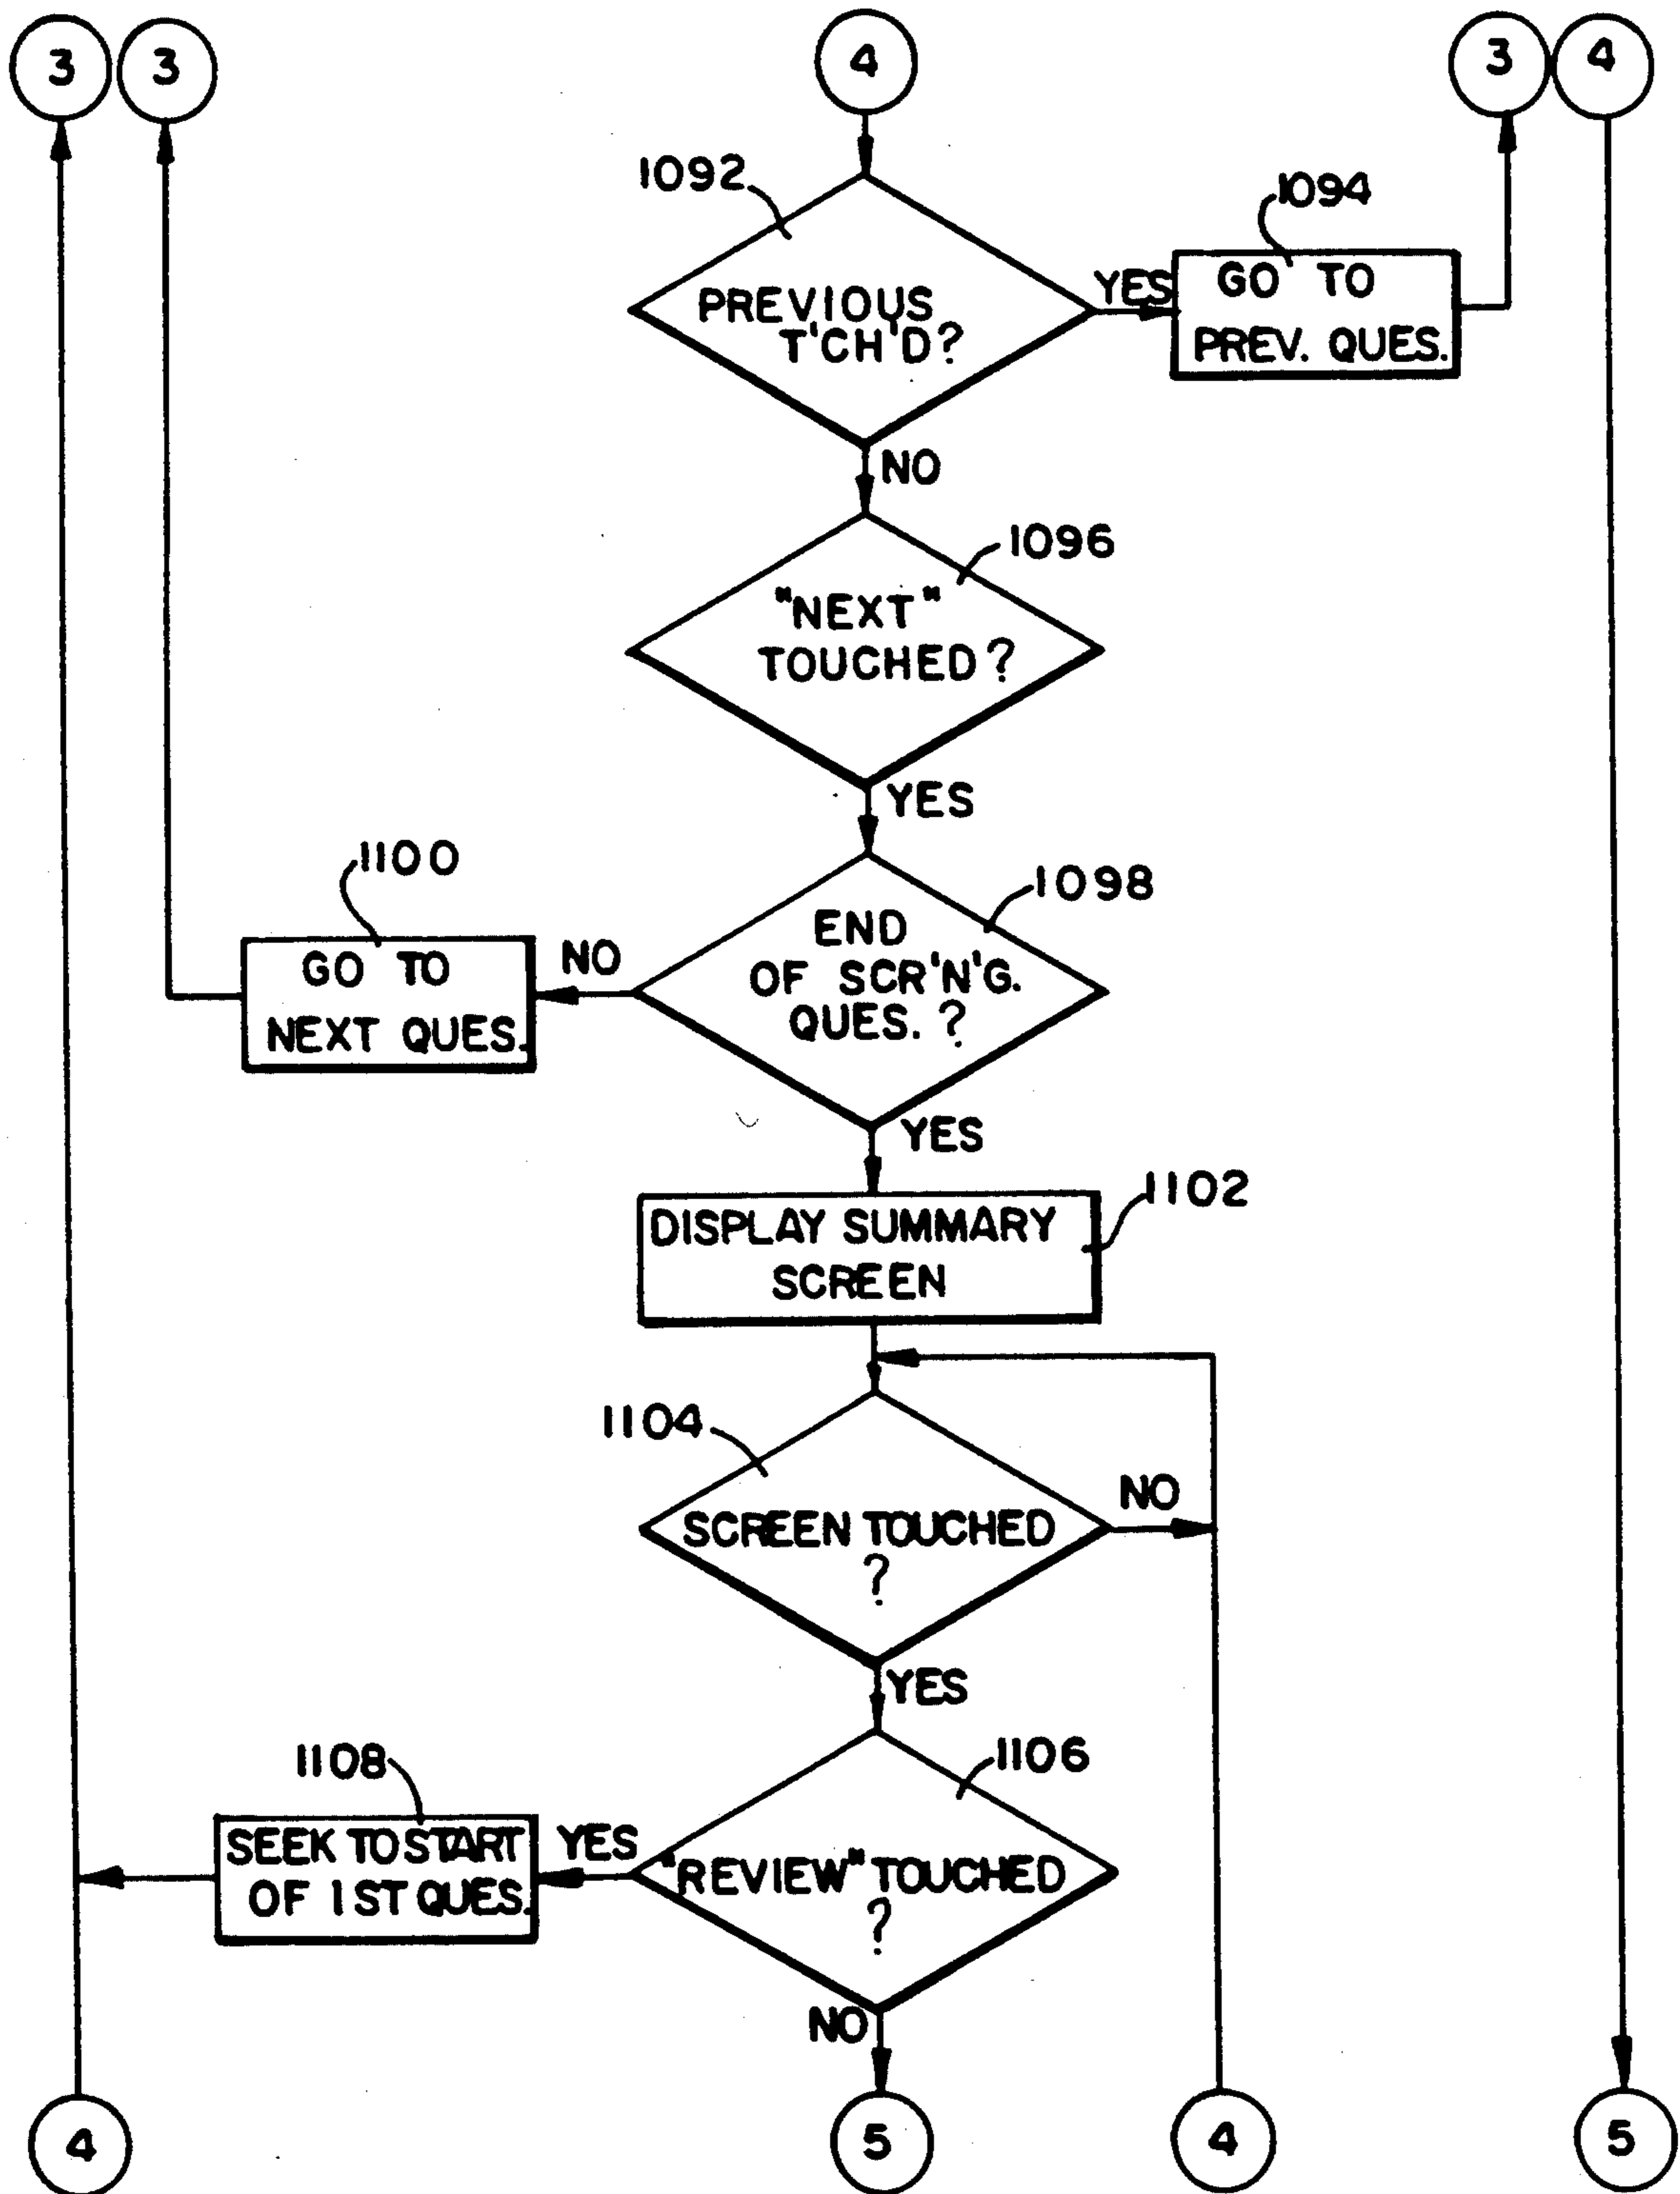 3
3
4
3
4
1092
1094
PREVIOUS
T'CH'D?
YES
GO TO
PREV. QUES.
NO
1096
"NEXT"
TOUCHED?
YES
1100
1098
END
OF SCR'N'G.
QUES. ?
NO
GO TO
NEXT QUES.
YES
1102
DISPLAY SUMMARY
SCREEN
1104
NO
SCREEN TOUCHED
?
YES
1108
1106
SEEK TO START
OF 1ST QUES.
YES
"REVIEW" TOUCHED
?
NO
4
5
4
5